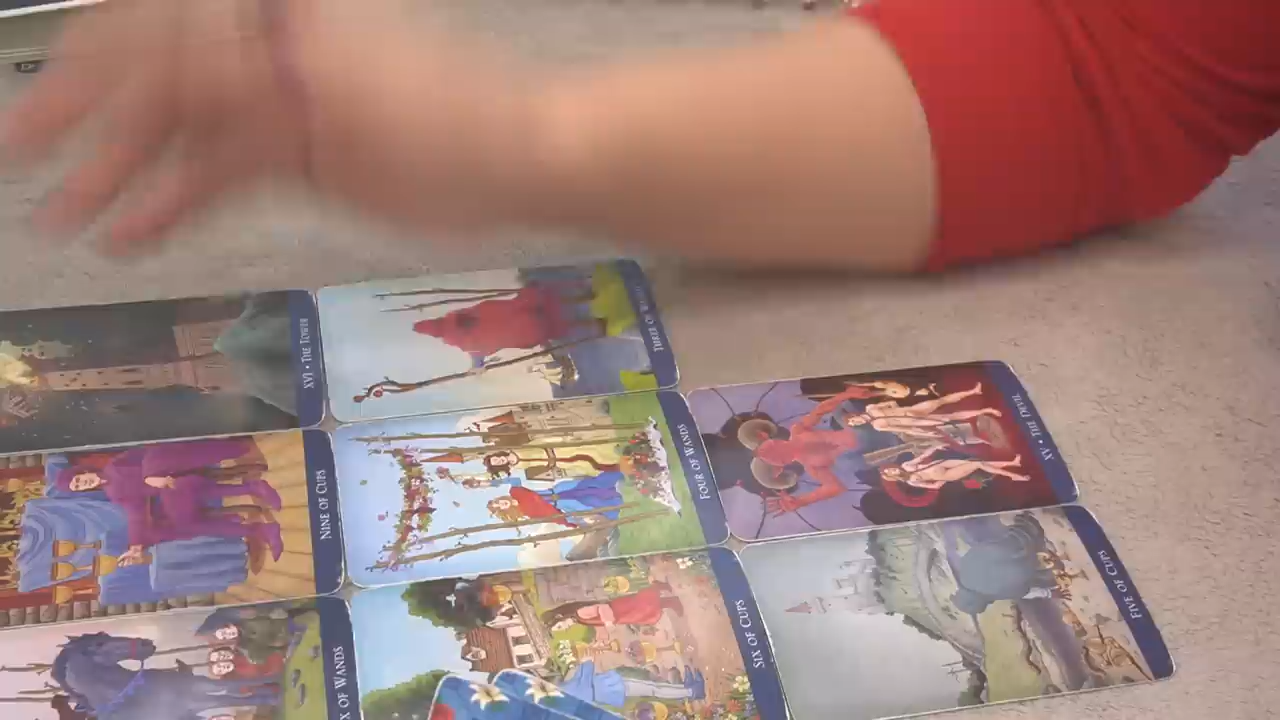 XVI • THE TOWER
THREE OF
XV • THE DEVIL
NINE OF CUPS
FOUR OF WANDS
FIVE OF CUPS
X OF WANDS
SIX OF CUPS